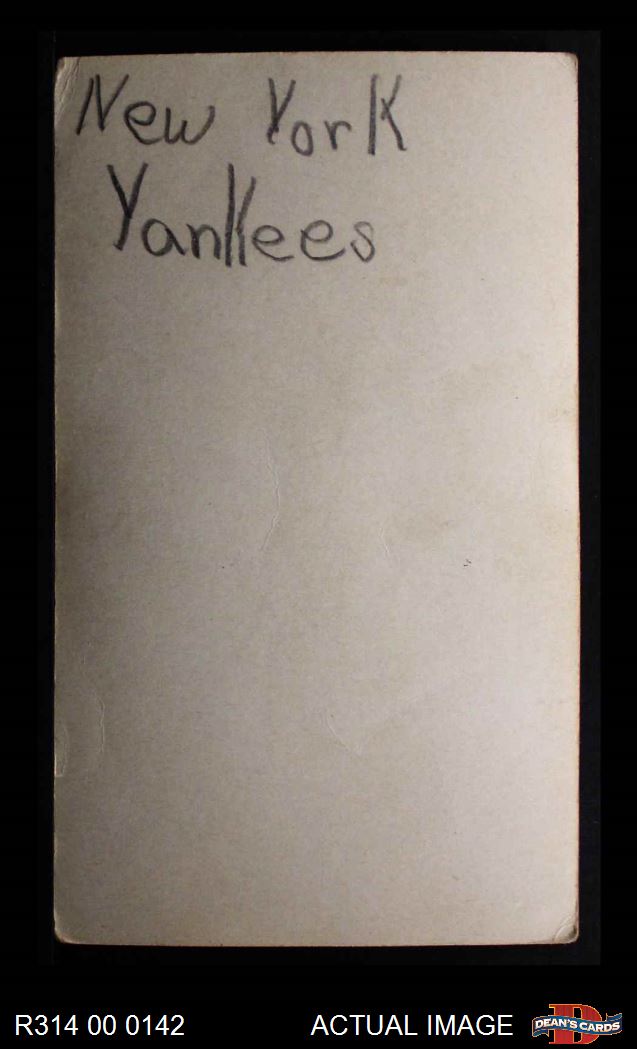 New York
Yankees
R314 00 0142
ACTUAL IMAGE
D
DEAN'S CARDS